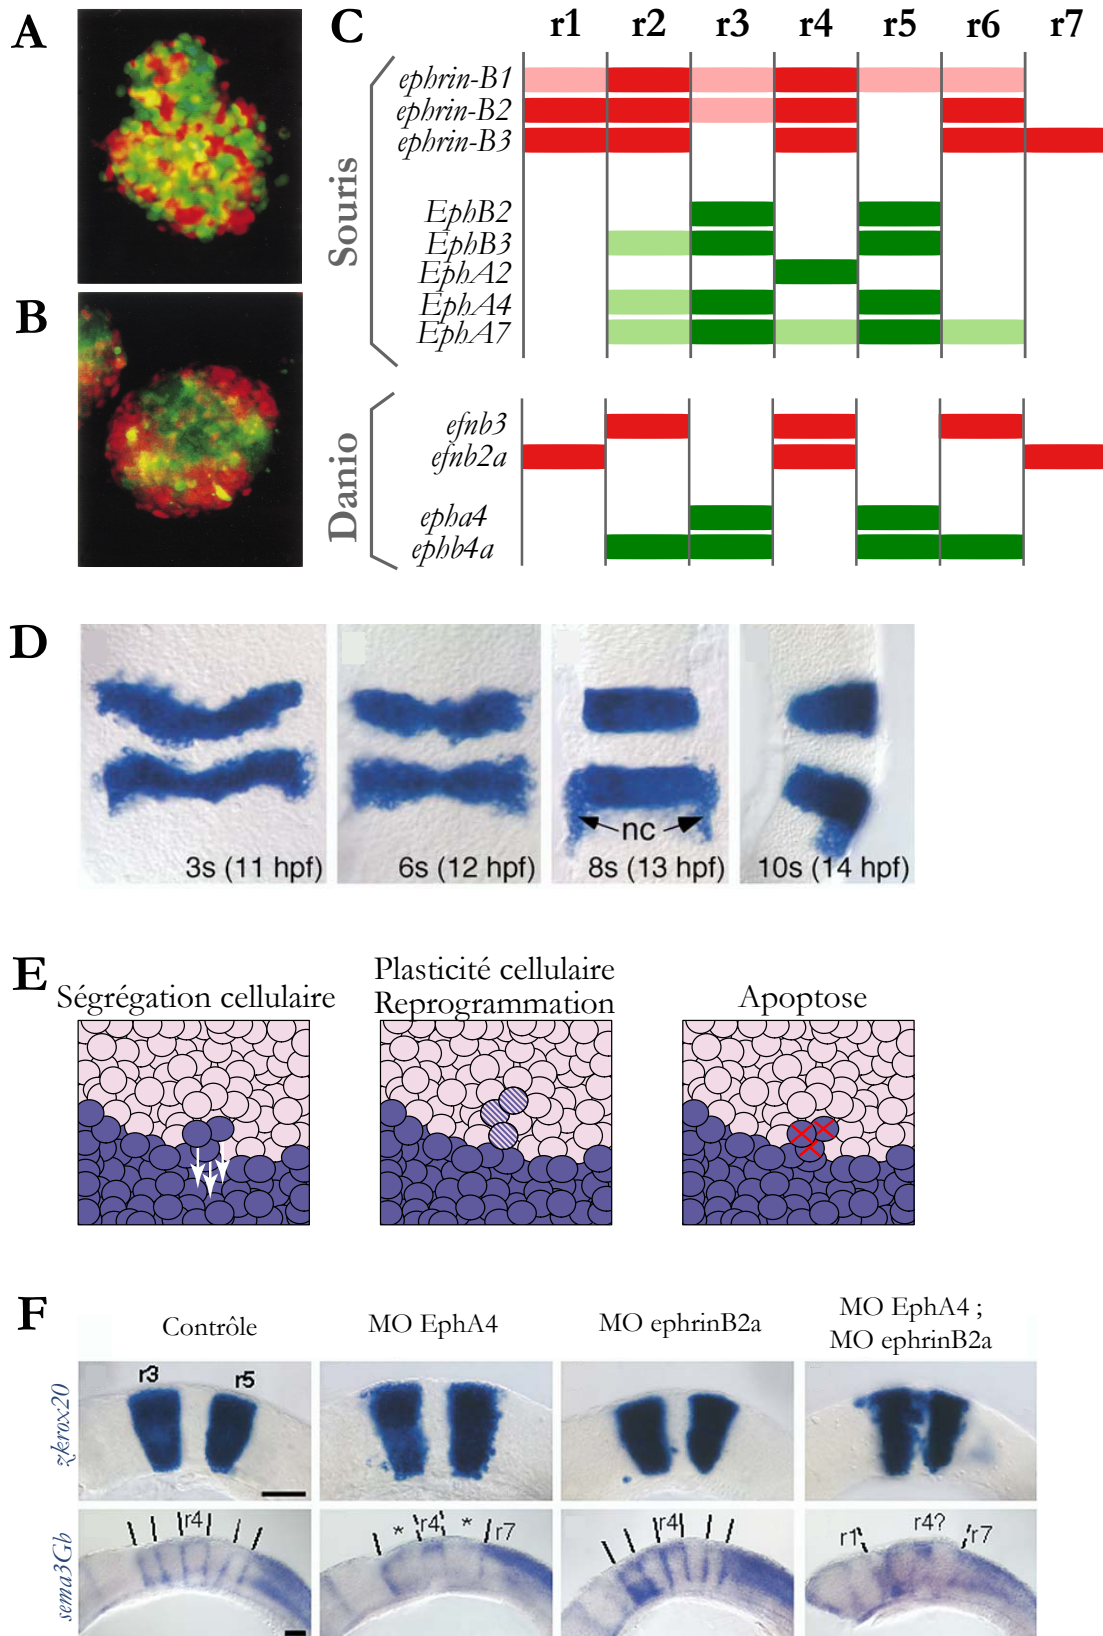 A
B
C
r1 r2 r3 r4 r5 r6 r7
Souris
ephrin-B1
ephrin-B2
ephrin-B3
EphB2
EphB3
EphA2
EphA4
EphA7
Danio
efnb3
efnb2a
epha4
ephb4a
D
nc
3s (11 hpf)
6s (12 hpf)
8s (13 hpf)
10s (14 hpf)
E
Ségrégation cellulaire
Plasticité cellulaire
Reprogrammation
Apoptose
F
Contrôle
MO EphA4
MO ephrinB2a
MO EphA4 ;
MO ephrinB2a
zkrox20
r3 r5
sema3Gb
r4
* r4 * r7
r4
r1 r4? r7